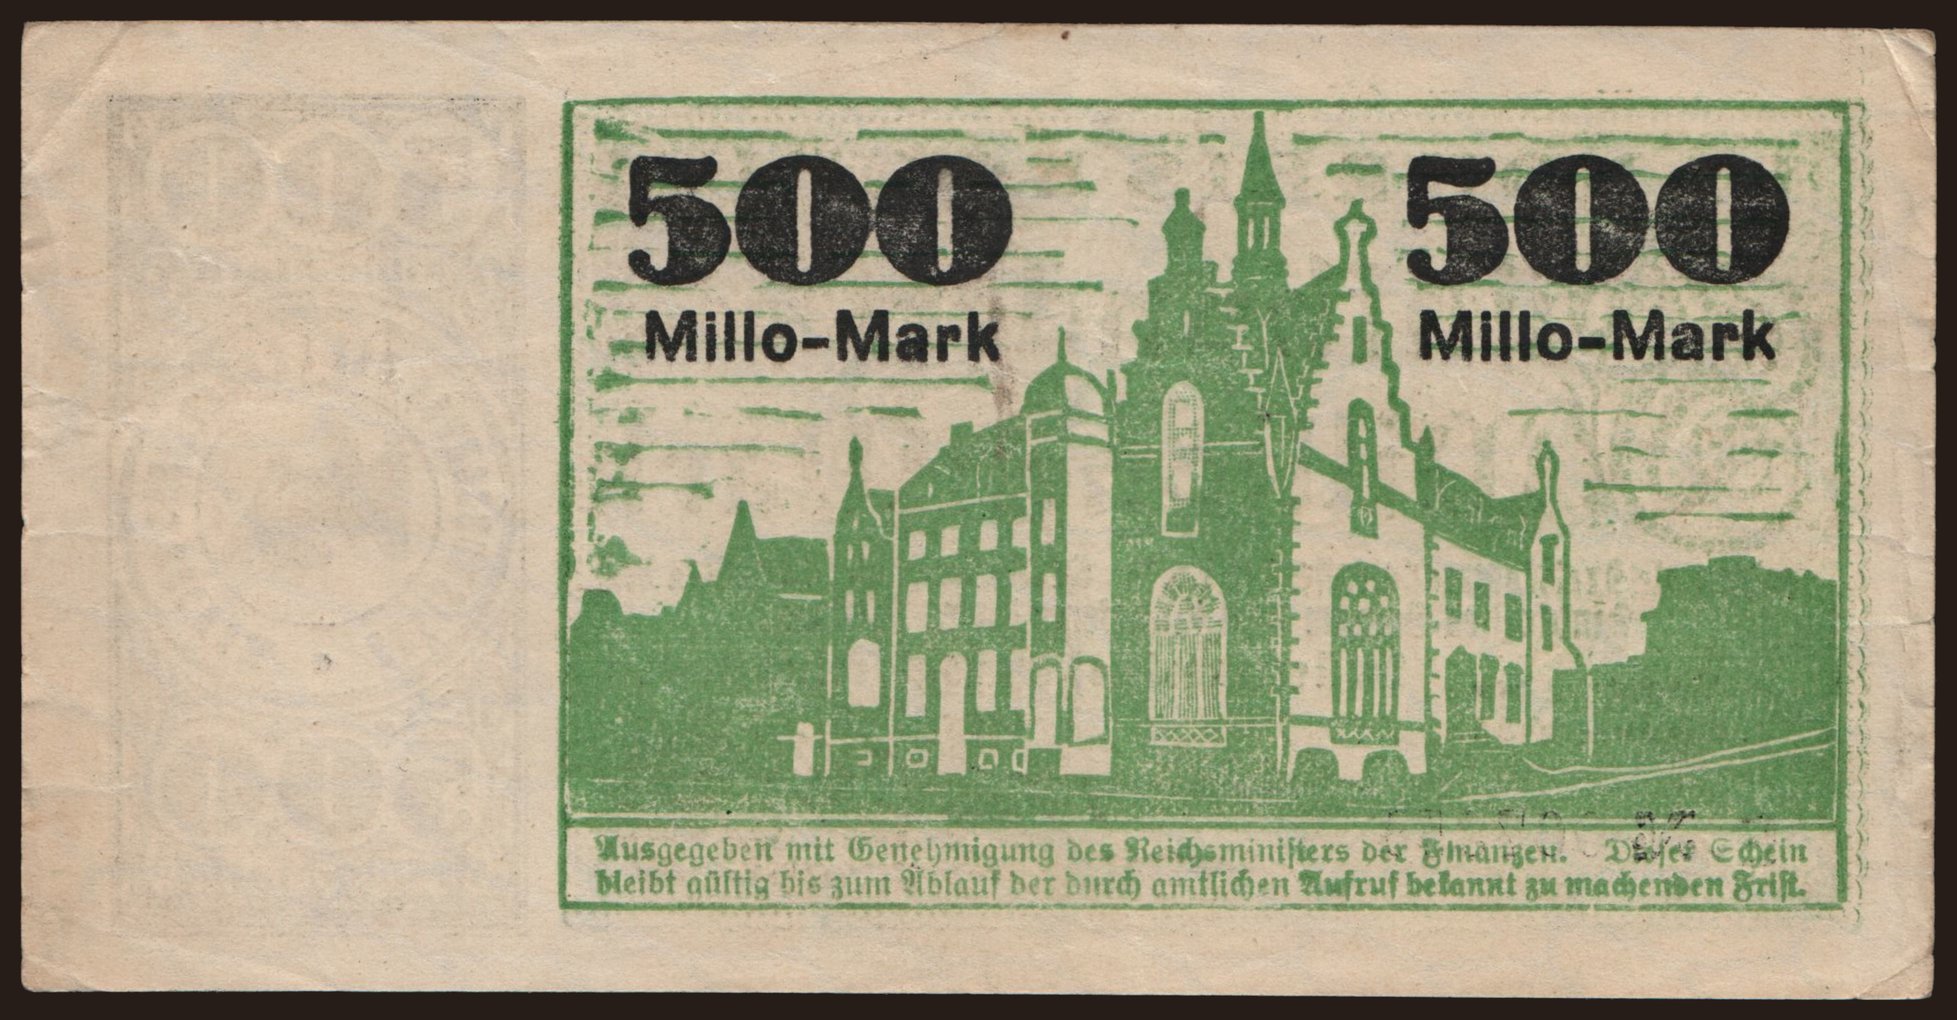 500 500
Millo-Mark Millo-Mark
Ausgegeben mit Genehmigung des Reichsministers der Finanzen. Dieser Schein
bleibt gültig bis zum Ablauf der durch amtlichen Aufruf bekannt zu machenden Frist.